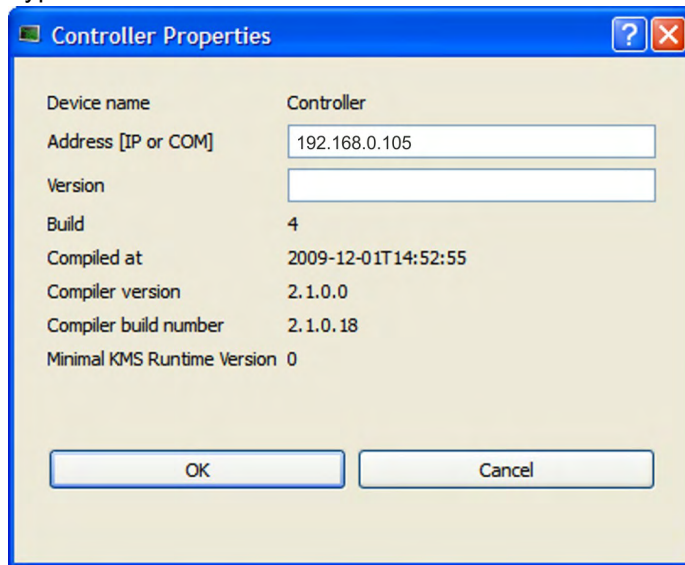 Controller Properties
Device name Controller
Address [IP or COM] 192.168.0.105
Version
Build 4
Compiled at 2009-12-01T14:52:55
Compiler version 2.1.0.0
Compiler build number 2.1.0.18
Minimal KMS Runtime Version 0
OK Cancel